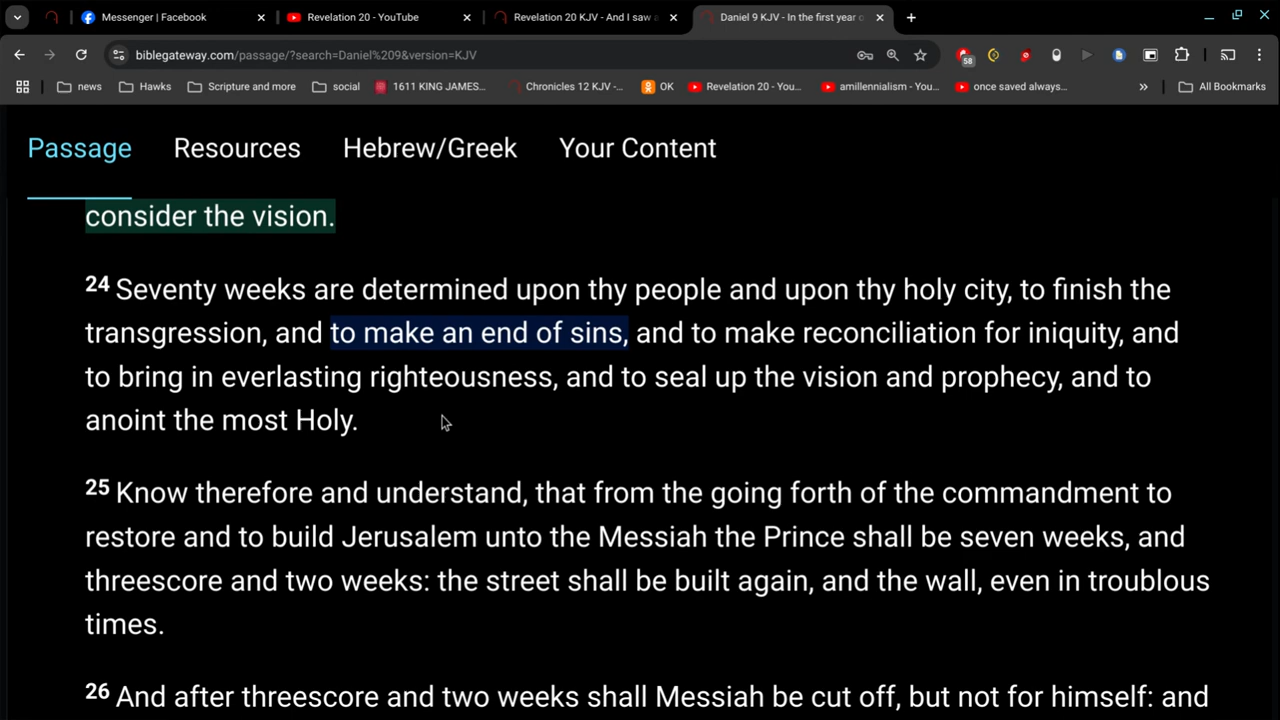 Messenger | Facebook
Revelation 20 - YouTube
Revelation 20 KJV - And I saw a
Daniel 9 KJV - In the first year o
biblegateway.com/passage/?search=Daniel%209&version=KJV
58
news
Hawks
Scripture and more
social
1611 KING JAMES...
Chronicles 12 KJV -...
OK
Revelation 20 - You...
amillennialism - You...
once saved always...
»
All Bookmarks
Passage
Resources
Hebrew/Greek
Your Content
consider the vision.
24 Seventy weeks are determined upon thy people and upon thy holy city, to finish the
transgression, and to make an end of sins, and to make reconciliation for iniquity, and
to bring in everlasting righteousness, and to seal up the vision and prophecy, and to
anoint the most Holy.
25 Know therefore and understand, that from the going forth of the commandment to
restore and to build Jerusalem unto the Messiah the Prince shall be seven weeks, and
threescore and two weeks: the street shall be built again, and the wall, even in troublous
times.
26 And after threescore and two weeks shall Messiah be cut off, but not for himself: and